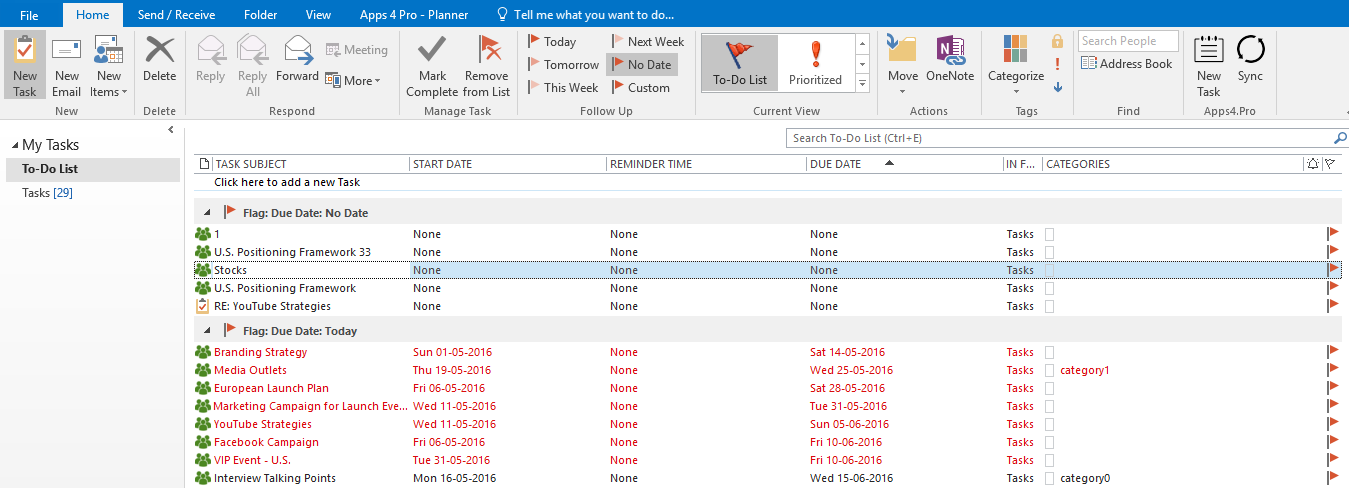 File Home Send / Receive Folder View Apps 4 Pro - Planner Tell me what you want to do...
New Task New Email New Items Delete Reply Reply All Forward Meeting More Mark Complete Remove from List Today Tomorrow This Week Next Week No Date Custom To-Do List Prioritized Move OneNote Categorize Search People Address Book New Task Sync
New Delete Respond Manage Task Follow Up Current View Actions Tags Find Apps4.Pro
My Tasks
To-Do List
Tasks [29]
Search To-Do List (Ctrl+E)
TASK SUBJECT START DATE REMINDER TIME DUE DATE IN F... CATEGORIES
Click here to add a new Task
Flag: Due Date: No Date
1 None None None Tasks
U.S. Positioning Framework 33 None None None Tasks
Stocks None None None Tasks
U.S. Positioning Framework None None None Tasks
RE: YouTube Strategies None None None Tasks
Flag: Due Date: Today
Branding Strategy Sun 01-05-2016 None Sat 14-05-2016 Tasks
Media Outlets Thu 19-05-2016 None Wed 25-05-2016 Tasks category1
European Launch Plan Fri 06-05-2016 None Sat 28-05-2016 Tasks
Marketing Campaign for Launch Eve... Wed 11-05-2016 None Tue 31-05-2016 Tasks
YouTube Strategies Wed 11-05-2016 None Sun 05-06-2016 Tasks
Facebook Campaign Fri 06-05-2016 None Fri 10-06-2016 Tasks
VIP Event - U.S. Tue 31-05-2016 None Fri 10-06-2016 Tasks
Interview Talking Points Mon 16-05-2016 None Wed 15-06-2016 Tasks category0